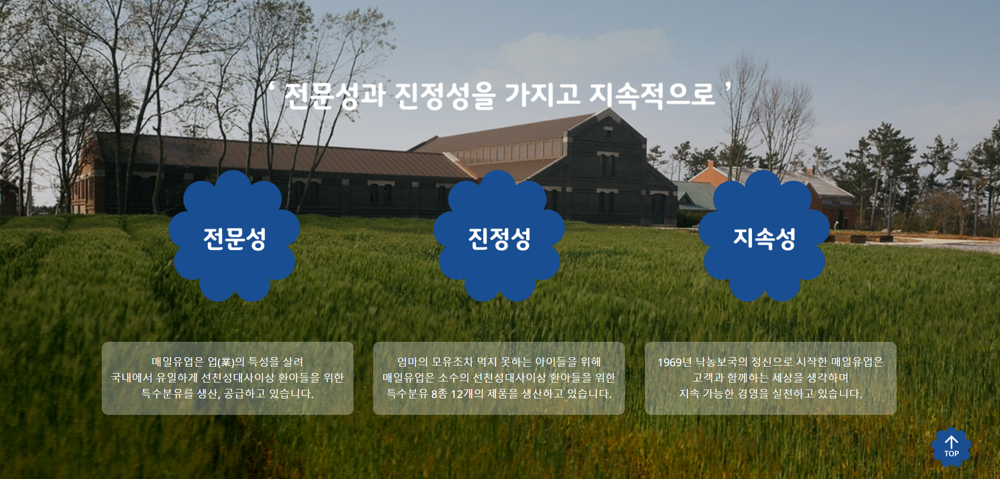 ‘ 전문성과 진정성을 가지고 지속적으로 ’
전문성
진정성
지속성
매일유업은 업(業)의 특성을 살려
국내에서 유일하게 선천성대사이상 환아들을 위한
특수분유를 생산, 공급하고 있습니다.
엄마의 모유조차 먹지 못하는 아이들을 위해
매일유업은 소수의 선천성대사이상 환아들을 위한
특수분유 8종 12개의 제품을 생산하고 있습니다.
1969년 낙농보국의 정신으로 시작한 매일유업은
고객과 함께하는 세상을 생각하며
지속 가능한 경영을 실천하고 있습니다.
TOP